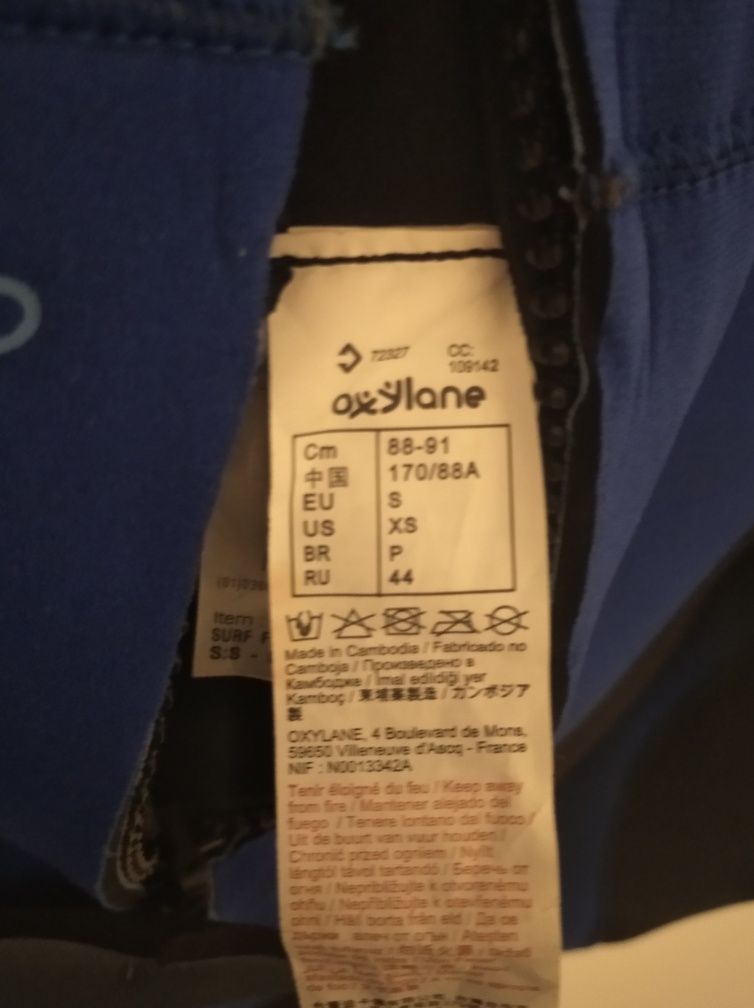 72327 CC:
109142
oxylane
Cm 88-91
中国 170/88A
EU S
US XS
BR P
RU 44
Made in Cambodia / Fabricado no
Camboja / Произведено в
Камбоджа / İmal edildiği yer
Kamboç / 柬埔寨製造 / カンボジア
製
OXYLANE, 4 Boulevard de Mons,
59650 Villeneuve d'Ascq - France
NIF : N0013342A
Tenir éloigné du feu / Keep away
from fire / Mantener alejado del
fuego / Tenere lontano dal fuoco /
Uit de buurt van vuur houden /
Chronić przed ogniem / Nyílt
lángtól távol tartandó / Беречь от
огня / Nepribližujte k otvorenému
ohňu / Nepřibližujte k otevřenému
ohni / Håll borta från eld / Да се
Item
SURF
S:S -